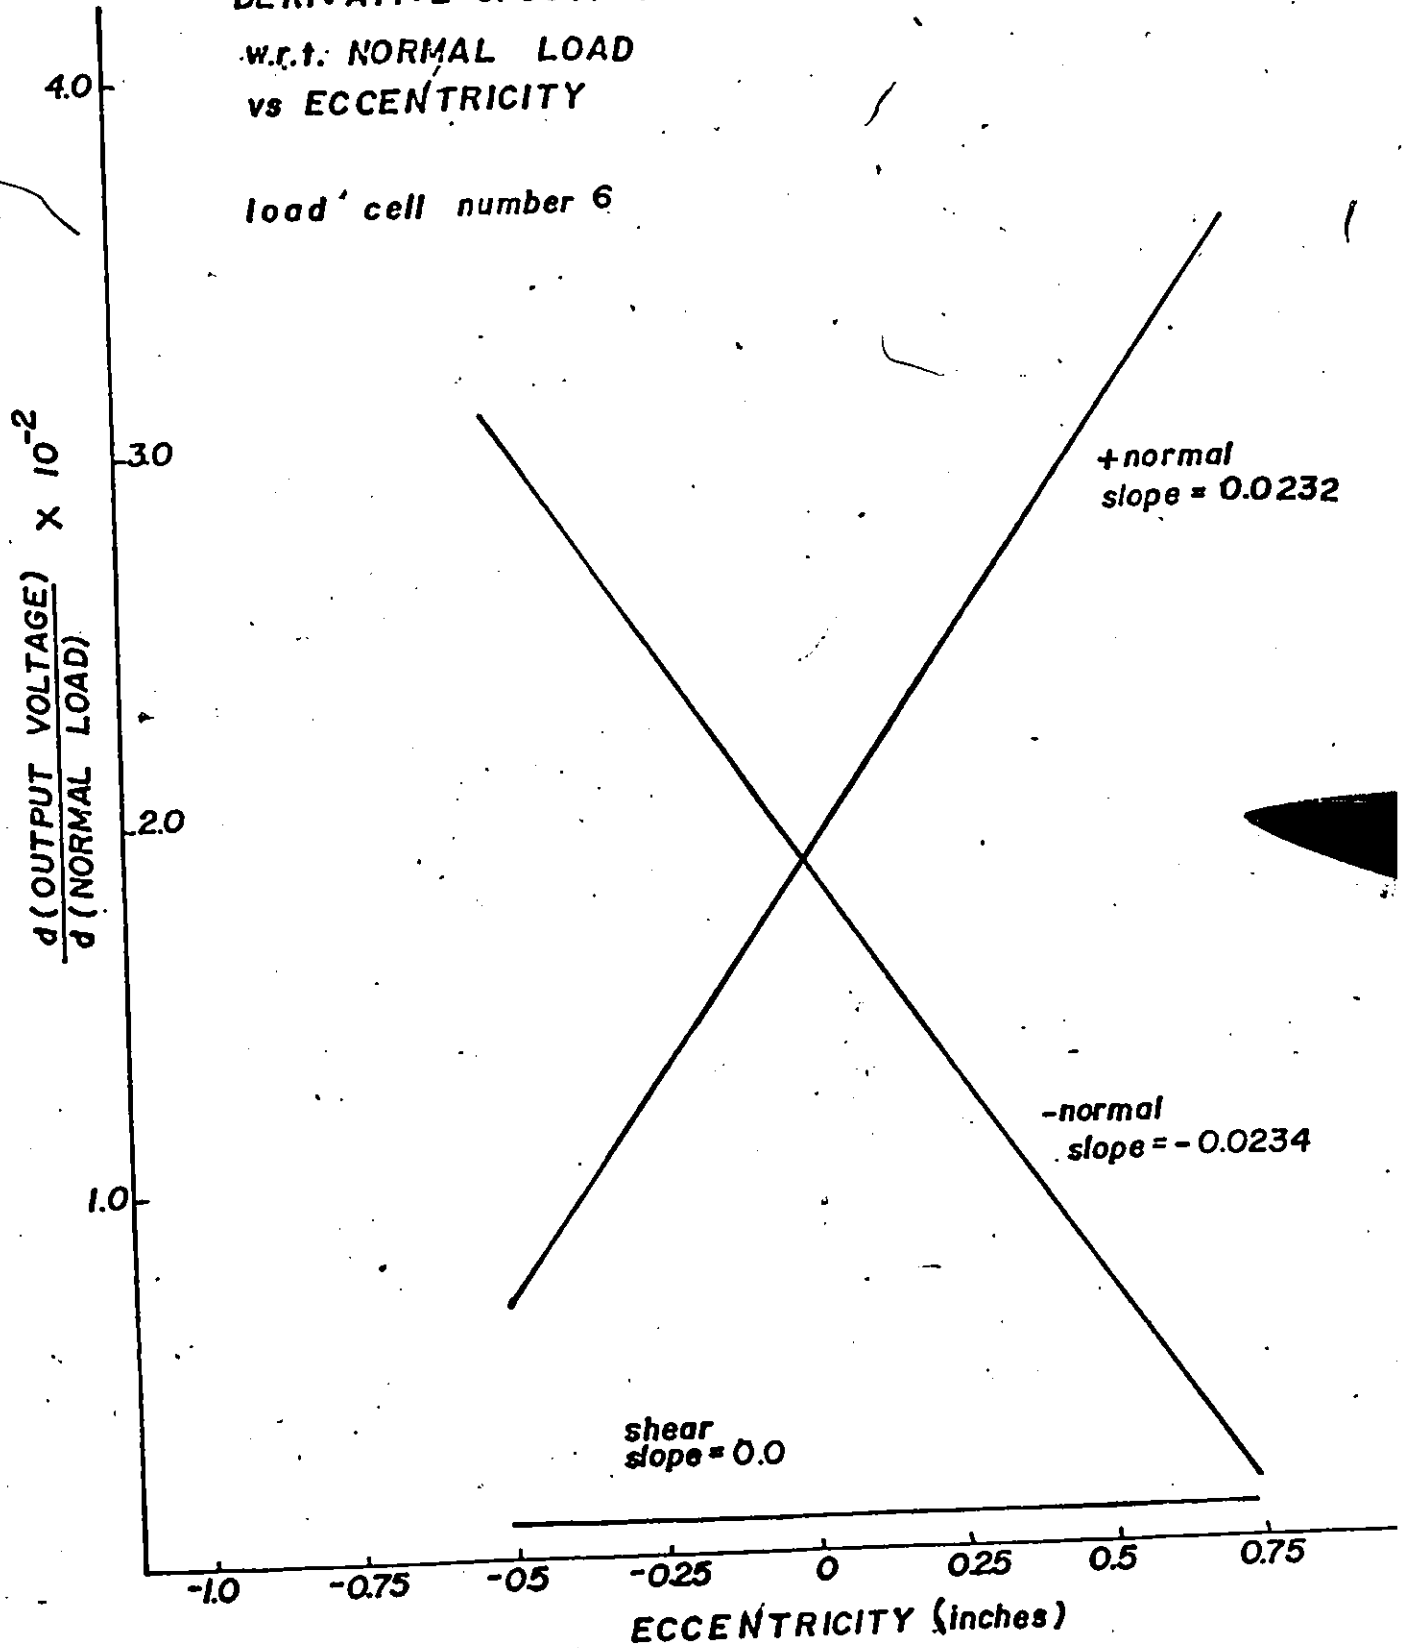 w.r.t. NORMAL LOAD
vs ECCENTRICITY
load cell number 6
4.0
3.0
2.0
1.0
d(OUTPUT VOLTAGE)
d(NORMAL LOAD)
X 10-2
+normal
slope = 0.0232
-normal
slope = -0.0234
shear
slope = 0.0
-1.0 -0.75 -0.5 -0.25 0 0.25 0.5 0.75
ECCENTRICITY (inches)